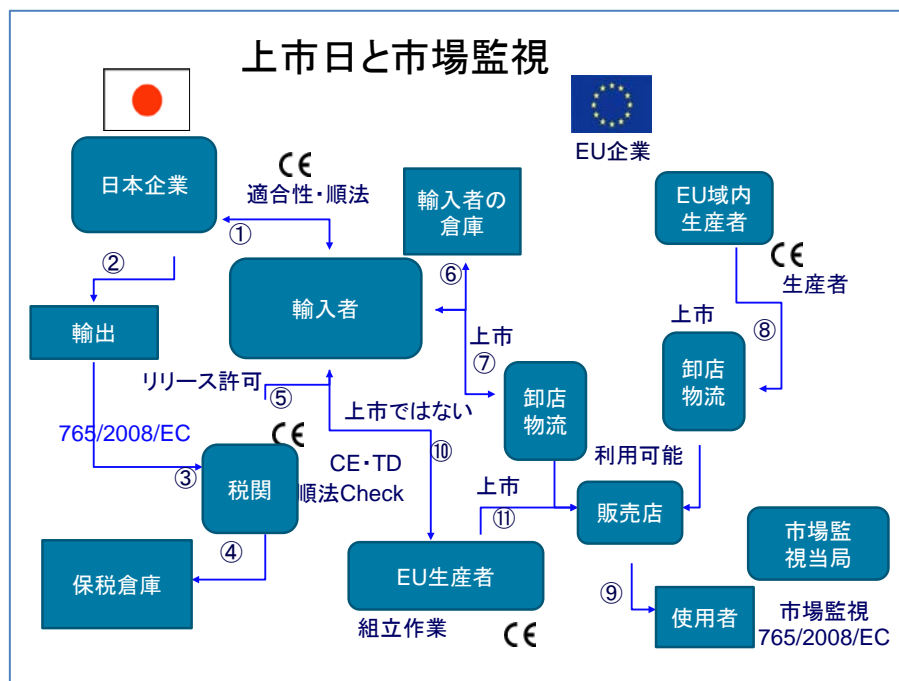 上市日と市場監視
EU企業
日本企業
CE
適合性・順法
①
輸入者の
倉庫
EU域内
生産者
CE
生産者
②
⑥
輸入者
輸出
上市
⑦
上市
⑧
卸店
物流
卸店
物流
リリース許可
⑤
上市ではない
⑩
765/2008/EC
CE
③
税関
CE・TD
順法Check
利用可能
上市
⑪
販売店
市場監
視当局
④
保税倉庫
EU生産者
組立作業
CE
⑨
使用者
市場監視
765/2008/EC